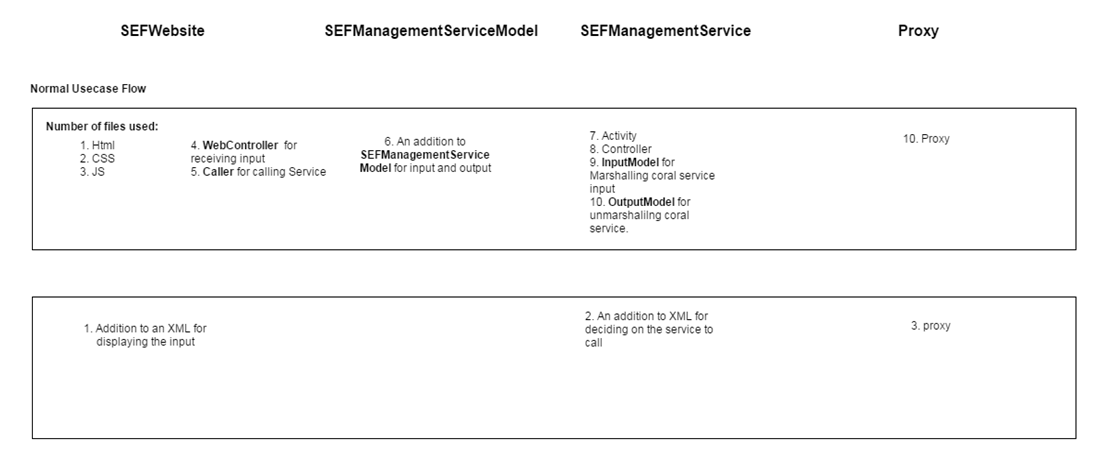 SEFWebsite
SEFManagementServiceModel
SEFManagementService
Proxy
Normal Usecase Flow
Number of files used:
1. Html
2. CSS
3. JS
4. WebController for
receiving input
5. Caller for calling Service
6. An addition to
SEFManagementService
Model for input and output
7. Activity
8. Controller
9. InputModel for
Marshalling coral service
input
10. OutputModel for
unmarshalilng coral
service.
10. Proxy
1. Addition to an XML for
displaying the input
2. An addition to XML for
deciding on the service to
call
3. proxy